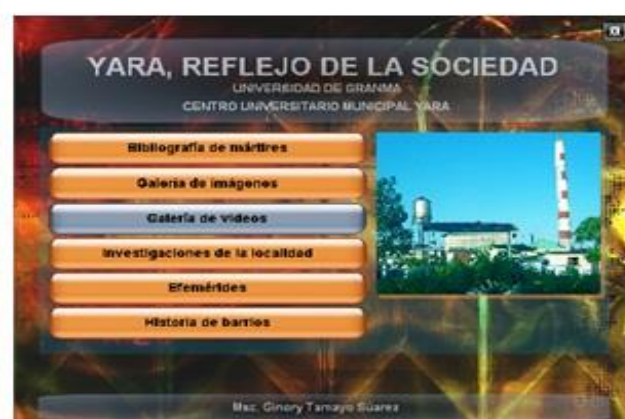 YARA, REFLEJO DE LA SOCIEDAD
UNIVERSIDAD DE GRANMA
CENTRO UNIVERSITARIO MUNICIPAL YARA
Bibliografía de mártires
Galería de imágenes
Galería de videos
Investigaciones de la localidad
Efemérides
Historia de barrios
Msc. Ginory Tamayo Suarez